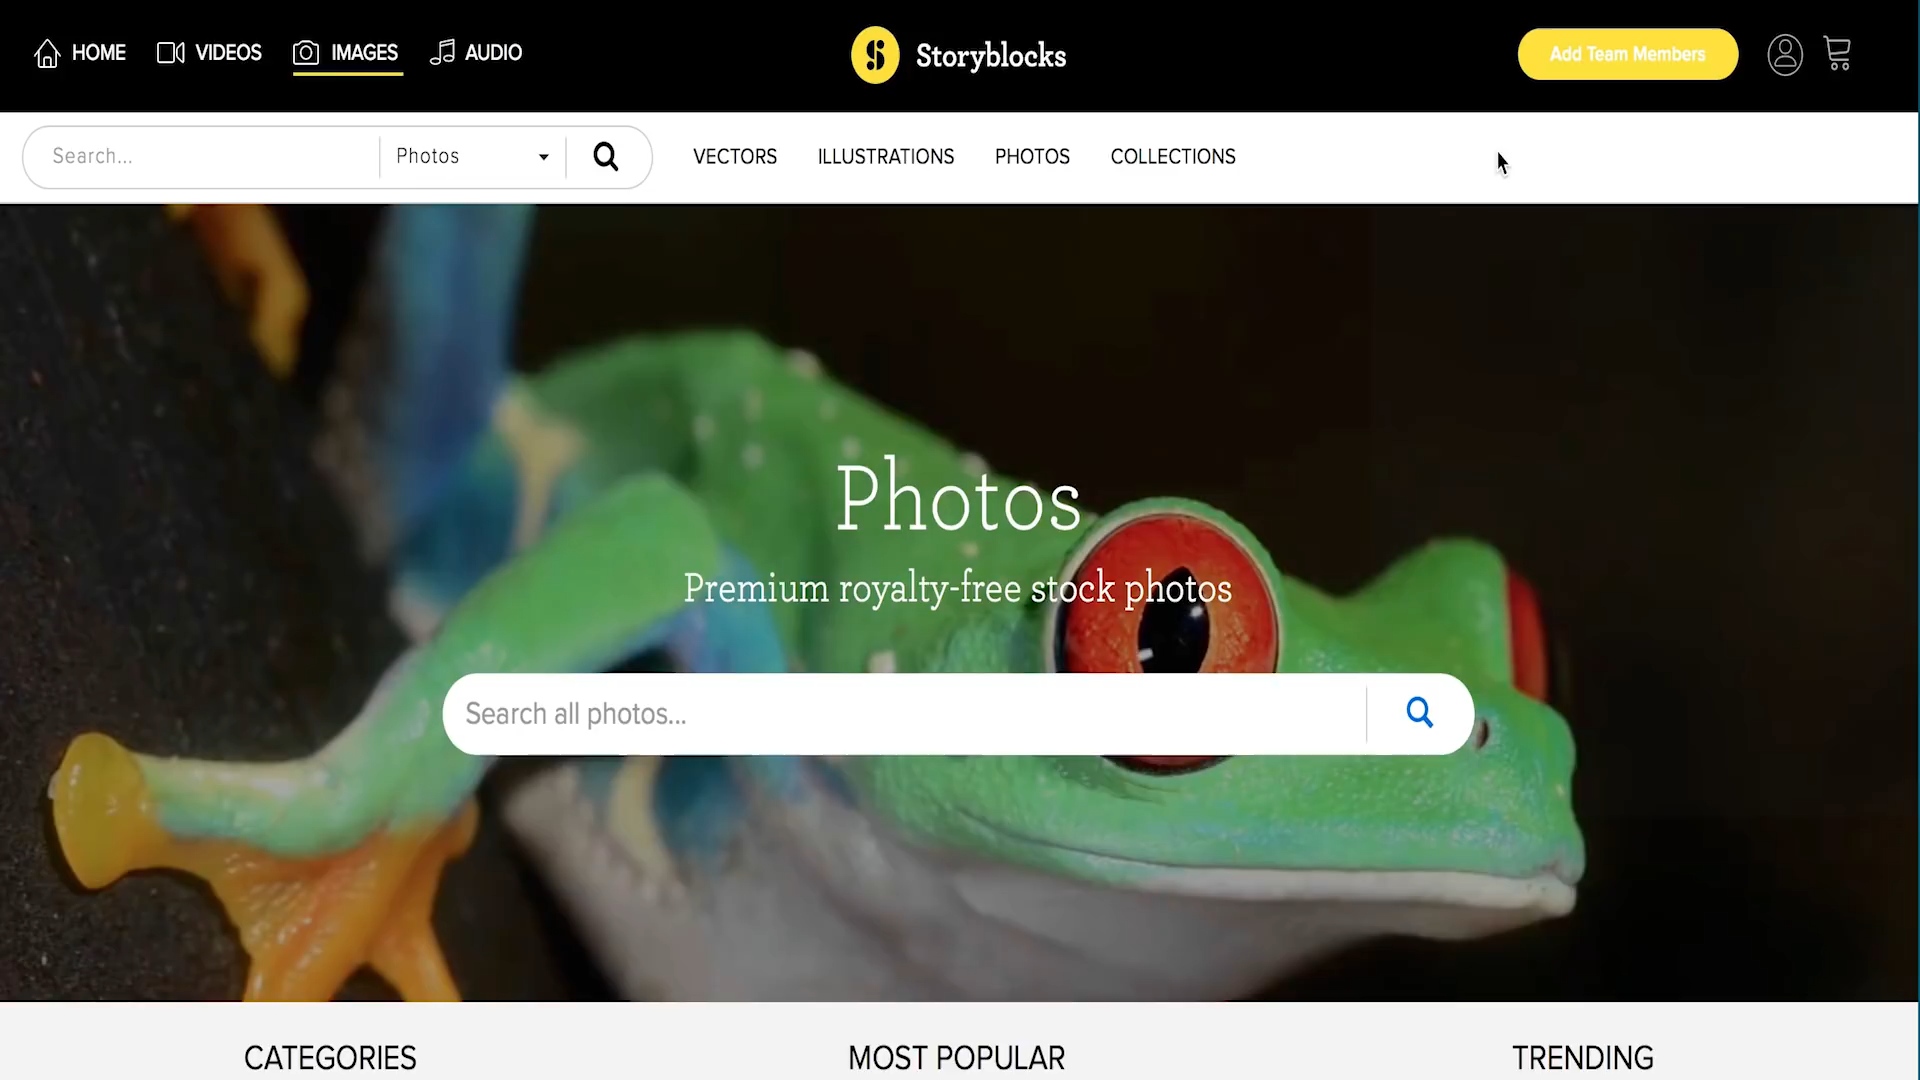 HOME
VIDEOS
IMAGES
AUDIO
Storyblocks
Add Team Members
Search...
Photos
VECTORS
ILLUSTRATIONS
PHOTOS
COLLECTIONS
Photos
Premium royalty-free stock photos
Search all photos...
CATEGORIES
MOST POPULAR
TRENDING